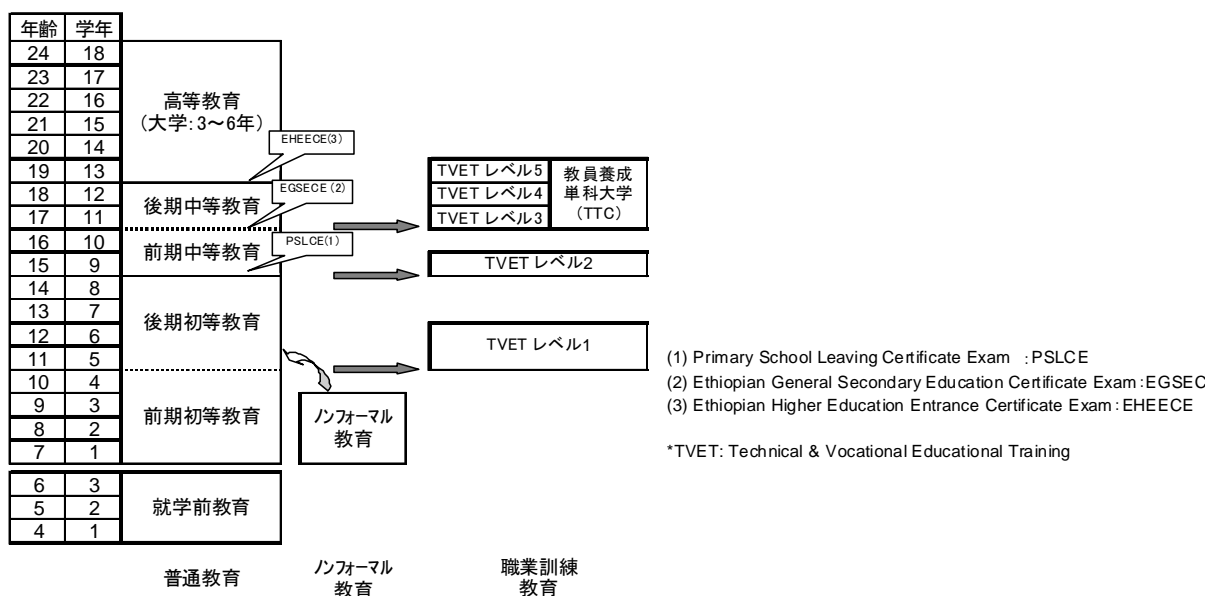 年齢 学年
24 18
23 17
22 16
21 15
20 14
19 13
18 12
17 11
16 10
15 9
14 8
13 7
12 6
11 5
10 4
9 3
8 2
7 1
6 3
5 2
4 1
高等教育
(大学:3〜6年)
EHEECE(3)
後期中等教育
EGSECE (2)
前期中等教育
PSLCE(1)
後期初等教育
前期初等教育
就学前教育
ノンフォーマル
教育
TVET レベル5
TVET レベル4
TVET レベル3
教員養成
単科大学
(TTC)
TVET レベル2
TVET レベル1
(1) Primary School Leaving Certificate Exam :PSLCE
(2) Ethiopian General Secondary Education Certificate Exam:EGSEC
(3) Ethiopian Higher Education Entrance Certificate Exam:EHEECE
*TVET: Technical & Vocational Educational Training
普通教育
ノンフォーマル
教育
職業訓練
教育